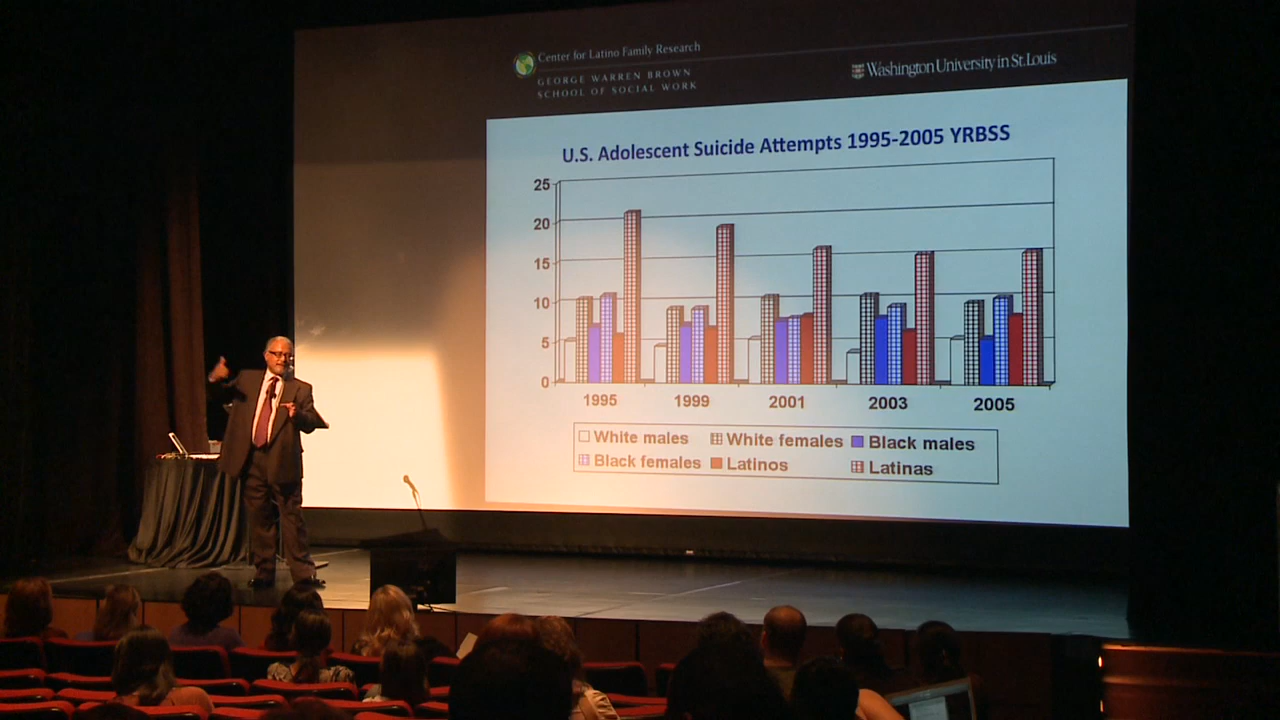 Center for Latino Family Research
GEORGE WARREN BROWN
SCHOOL OF SOCIAL WORK
Washington University in St. Louis
U.S. Adolescent Suicide Attempts 1995-2005 YRBSS
25
20
15
10
5
0
1995 1999 2001 2003 2005
White males White females Black males
Black females Latinos Latinas